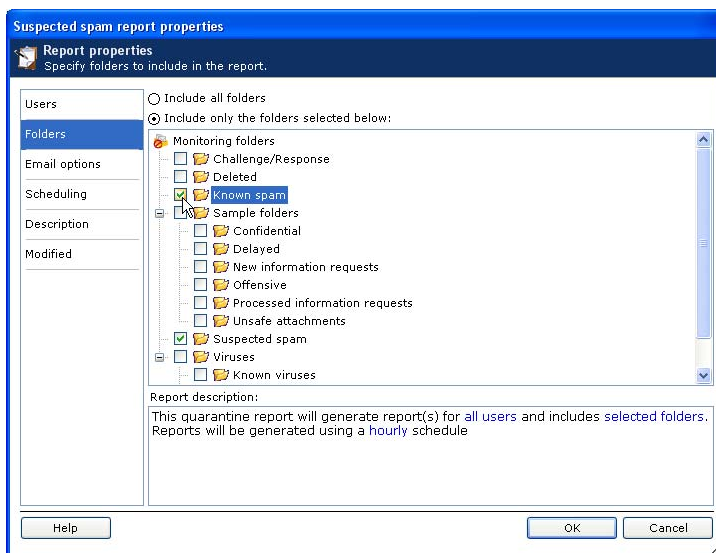 Suspected spam report properties
Report properties
Specify folders to include in the report.
Users
Folders
Email options
Scheduling
Description
Modified
Include all folders
Include only the folders selected below:
Monitoring folders
Challenge/Response
Deleted
Known spam
Sample folders
Confidential
Delayed
New information requests
Offensive
Processed information requests
Unsafe attachments
Suspected spam
Viruses
Known viruses
Report description:
This quarantine report will generate report(s) for all users and includes selected folders.
Reports will be generated using a hourly schedule
Help
OK
Cancel